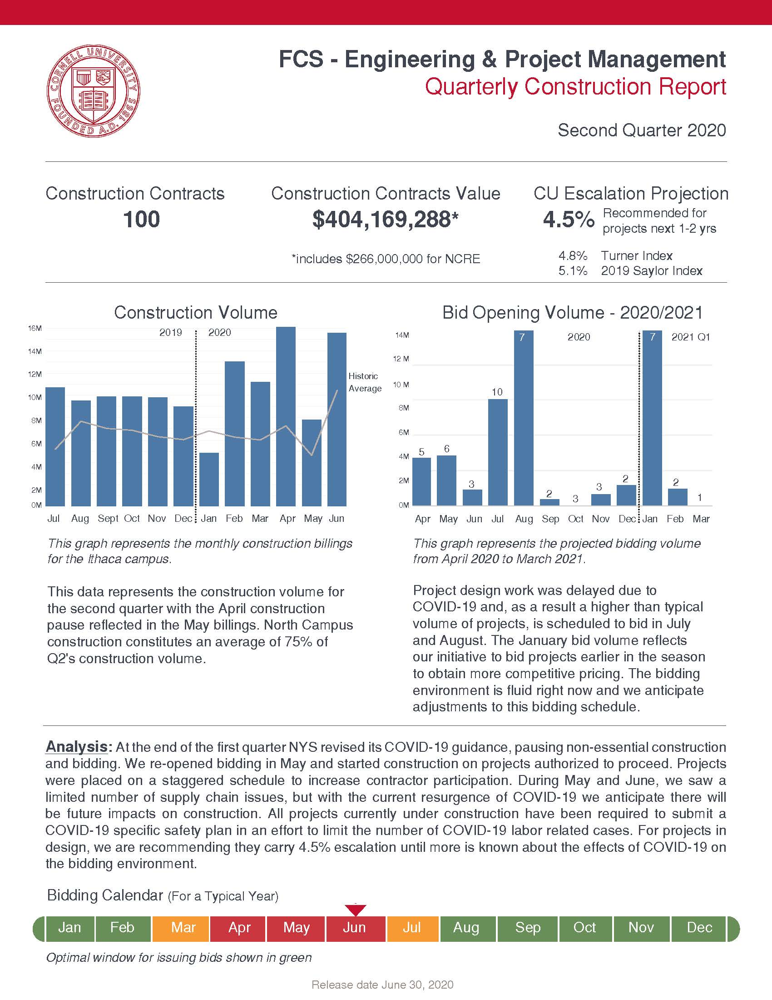 CORNELL UNIVERSITY
FOUNDED A.D. 1865
FCS - Engineering & Project Management
Quarterly Construction Report
Second Quarter 2020
Construction Contracts
100
Construction Contracts Value
$404,169,288*
*includes $266,000,000 for NCRE
CU Escalation Projection
4.5%
Recommended for
projects next 1-2 yrs
4.8% Turner Index
5.1% 2019 Saylor Index
Construction Volume
2019 2020
16M
14M
12M
10M
8M
6M
4M
2M
0M
Historic
Average
Jul Aug Sept Oct Nov Dec Jan Feb Mar Apr May Jun
This graph represents the monthly construction billings
for the Ithaca campus.
This data represents the construction volume for
the second quarter with the April construction
pause reflected in the May billings. North Campus
construction constitutes an average of 75% of
Q2's construction volume.
Bid Opening Volume - 2020/2021
2020 2021 Q1
14M
12 M
10 M
8M
6M
4M
2M
0M
5 6 3 10 7 2 3 3 2 7 2 1
Apr May Jun Jul Aug Sep Oct Nov Dec Jan Feb Mar
This graph represents the projected bidding volume
from April 2020 to March 2021.
Project design work was delayed due to
COVID-19 and, as a result a higher than typical
volume of projects, is scheduled to bid in July
and August. The January bid volume reflects
our initiative to bid projects earlier in the season
to obtain more competitive pricing. The bidding
environment is fluid right now and we anticipate
adjustments to this bidding schedule.
Analysis: At the end of the first quarter NYS revised its COVID-19 guidance, pausing non-essential construction
and bidding. We re-opened bidding in May and started construction on projects authorized to proceed. Projects
were placed on a staggered schedule to increase contractor participation. During May and June, we saw a
limited number of supply chain issues, but with the current resurgence of COVID-19 we anticipate there will
be future impacts on construction. All projects currently under construction have been required to submit a
COVID-19 specific safety plan in an effort to limit the number of COVID-19 labor related cases. For projects in
design, we are recommending they carry 4.5% escalation until more is known about the effects of COVID-19 on
the bidding environment.
Bidding Calendar (For a Typical Year)
Jan Feb Mar Apr May Jun Jul Aug Sep Oct Nov Dec
Optimal window for issuing bids shown in green
Release date June 30, 2020